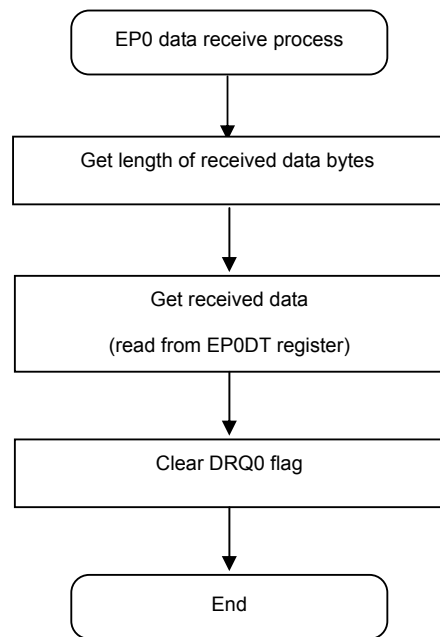 EP0 data receive process
Get length of received data bytes
Get received data
(read from EP0DT register)
Clear DRQ0 flag
End